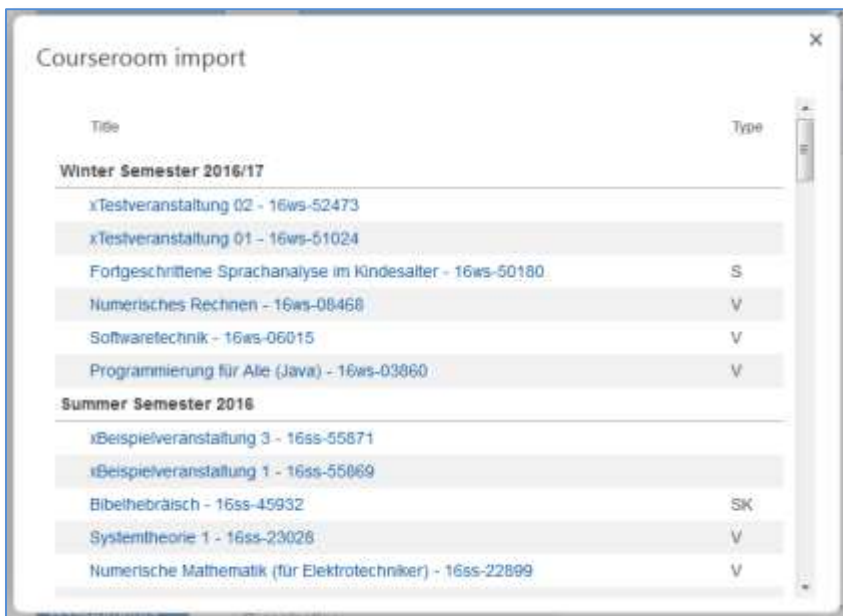 Courseroom import
Title Type
Winter Semester 2016/17
xTestveranstaltung 02 - 16ws-52473
xTestveranstaltung 01 - 16ws-51024
Fortgeschrittene Sprachanalyse im Kindesalter - 16ws-50180 S
Numerisches Rechnen - 16ws-08468 V
Softwaretechnik - 16ws-06015 V
Programmierung für Alle (Java) - 16ws-03860 V
Summer Semester 2016
xBeispielveranstaltung 3 - 16ss-55871
xBeispielveranstaltung 1 - 16ss-55869
Bibelhebräisch - 16ss-45932 SK
Systemtheorie 1 - 16ss-23028 V
Numerische Mathematik (für Elektrotechniker) - 16ss-22899 V